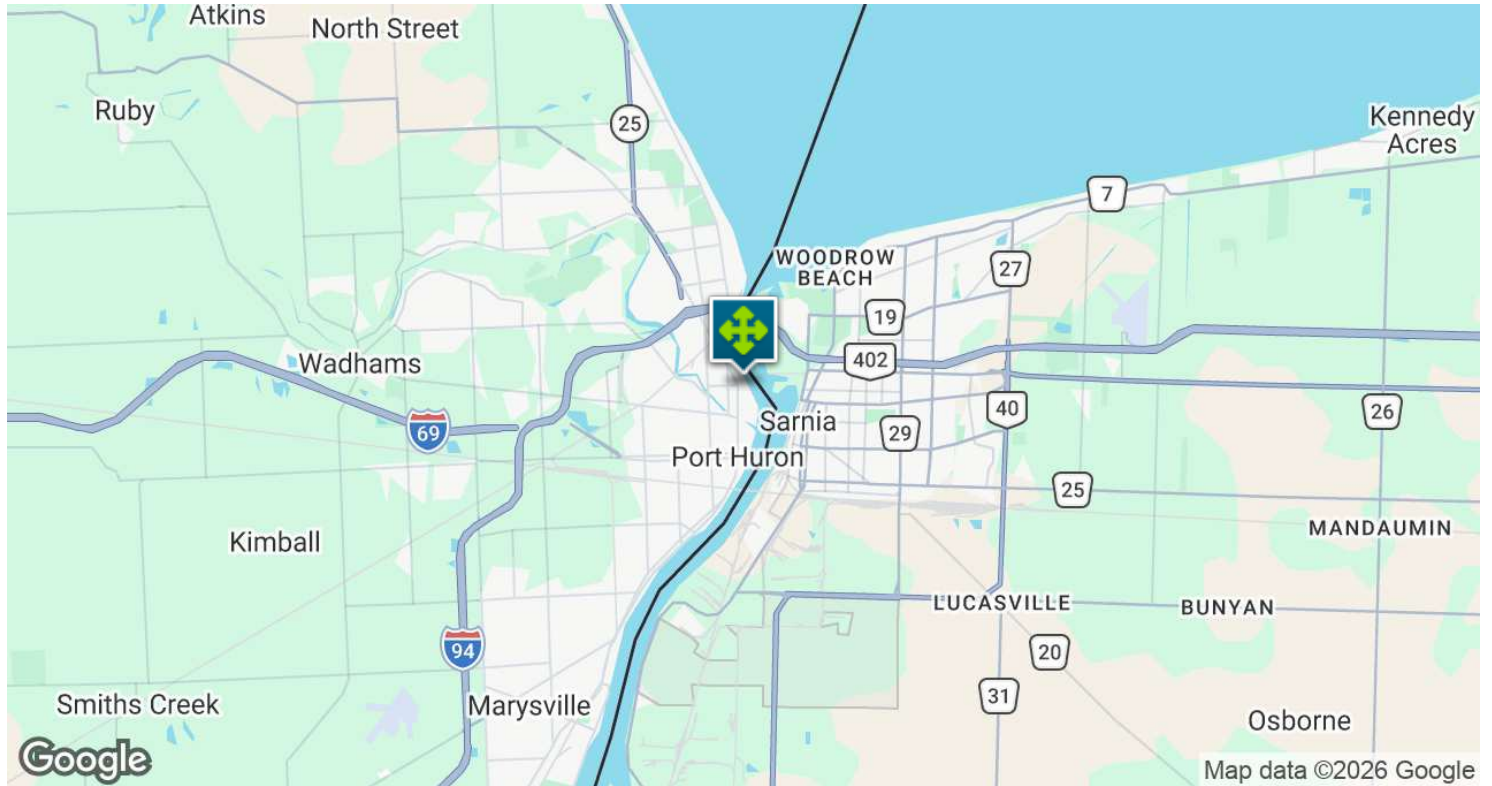 Atkins
North Street
Ruby
25
Kennedy
Acres
7
WOODROW
BEACH
27
19
402
Wadhams
69
40
26
Sarnia
29
Port Huron
25
MANDAUMIN
Kimball
LUCASVILLE
BUNYAN
94
20
31
Smiths Creek
Marysville
Osborne
Google
Map data ©2026 Google